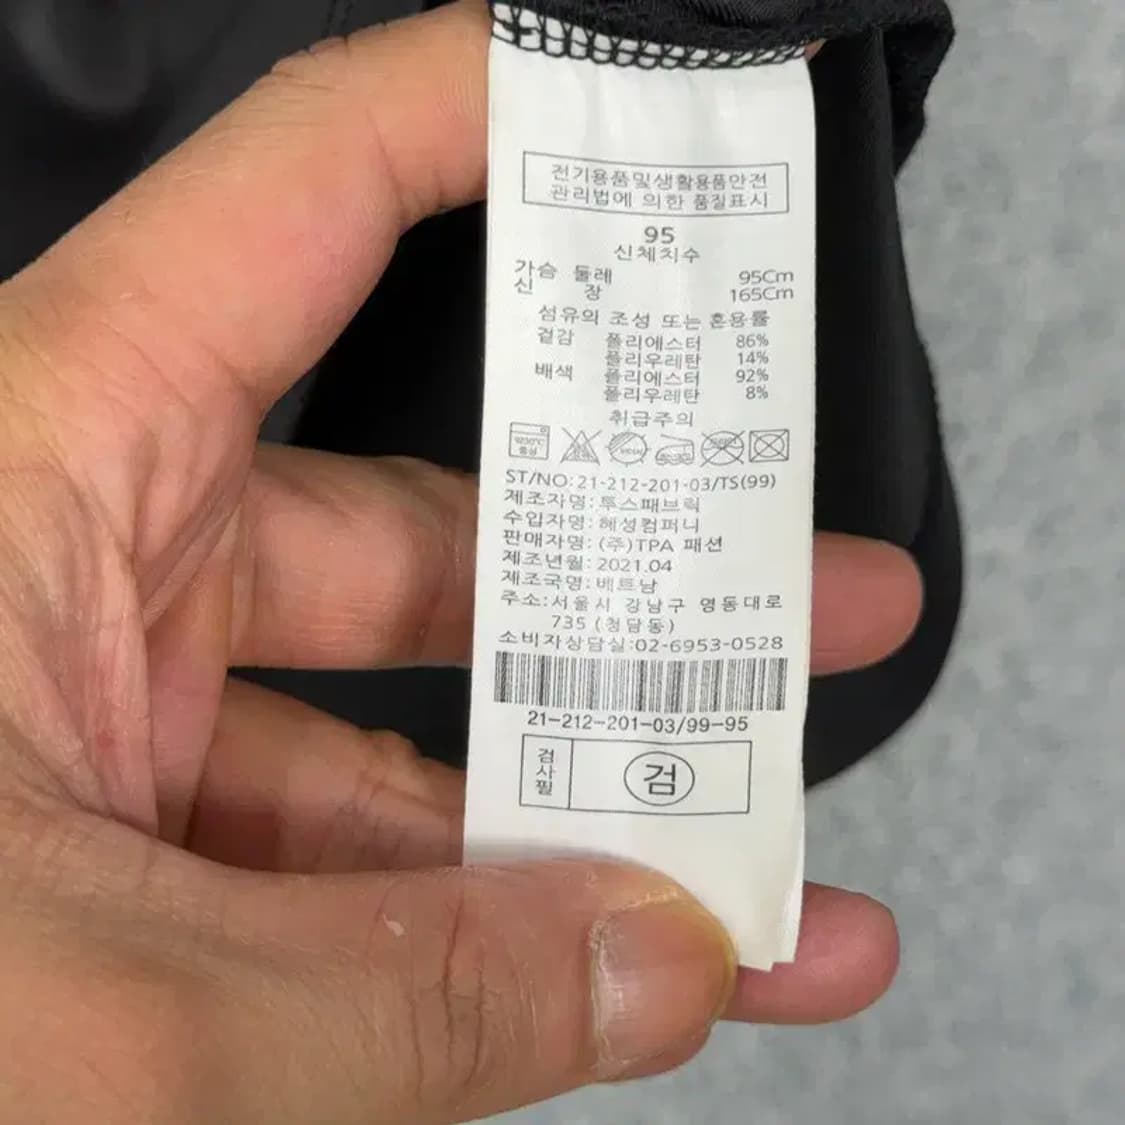 전기용품및생활용품안전
관리법에 의한 품질표시
95
신체치수
가슴 둘레 95Cm
신 장 165Cm
섬유의 조성 또는 혼용률
겉감 폴리에스터 86%
폴리우레탄 14%
배색 폴리에스터 92%
폴리우레탄 8%
취급주의
중성
ST/NO:21-212-201-03/TS(99)
제조자명: 투스패브릭
수입자명: 혜성컴퍼니
판매자명: (주)TPA 패션
제조년월: 2021.04
제조국명: 베트남
주소:서울시 강남구 영동대로
735 (청담동)
소비자상담실:02-6953-0528
21-212-201-03/99-95
검사필
검